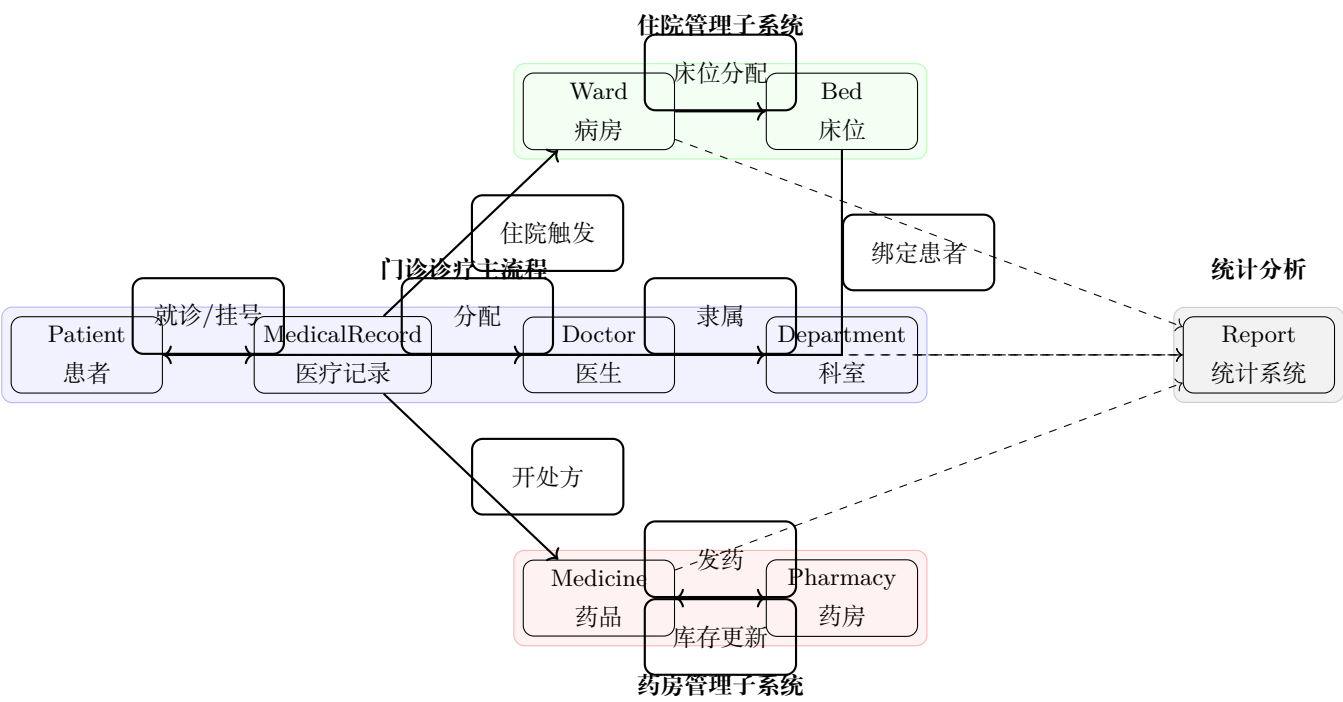 住院管理子系统
床位分配
Ward
病房
Bed
床位
住院触发
绑定患者
门诊诊疗主流程
统计分析
就诊/挂号
分配
隶属
Patient
患者
MedicalRecord
医疗记录
Doctor
医生
Department
科室
Report
统计系统
开处方
发药
Medicine
药品
Pharmacy
药房
库存更新
药房管理子系统